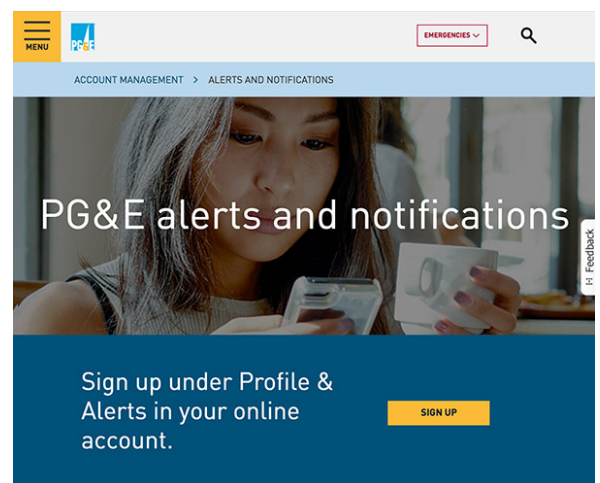 MENU
PG&E
EMERGENCIES
ACCOUNT MANAGEMENT > ALERTS AND NOTIFICATIONS
PG&E alerts and notifications
Feedback
Sign up under Profile &
Alerts in your online
account.
SIGN UP